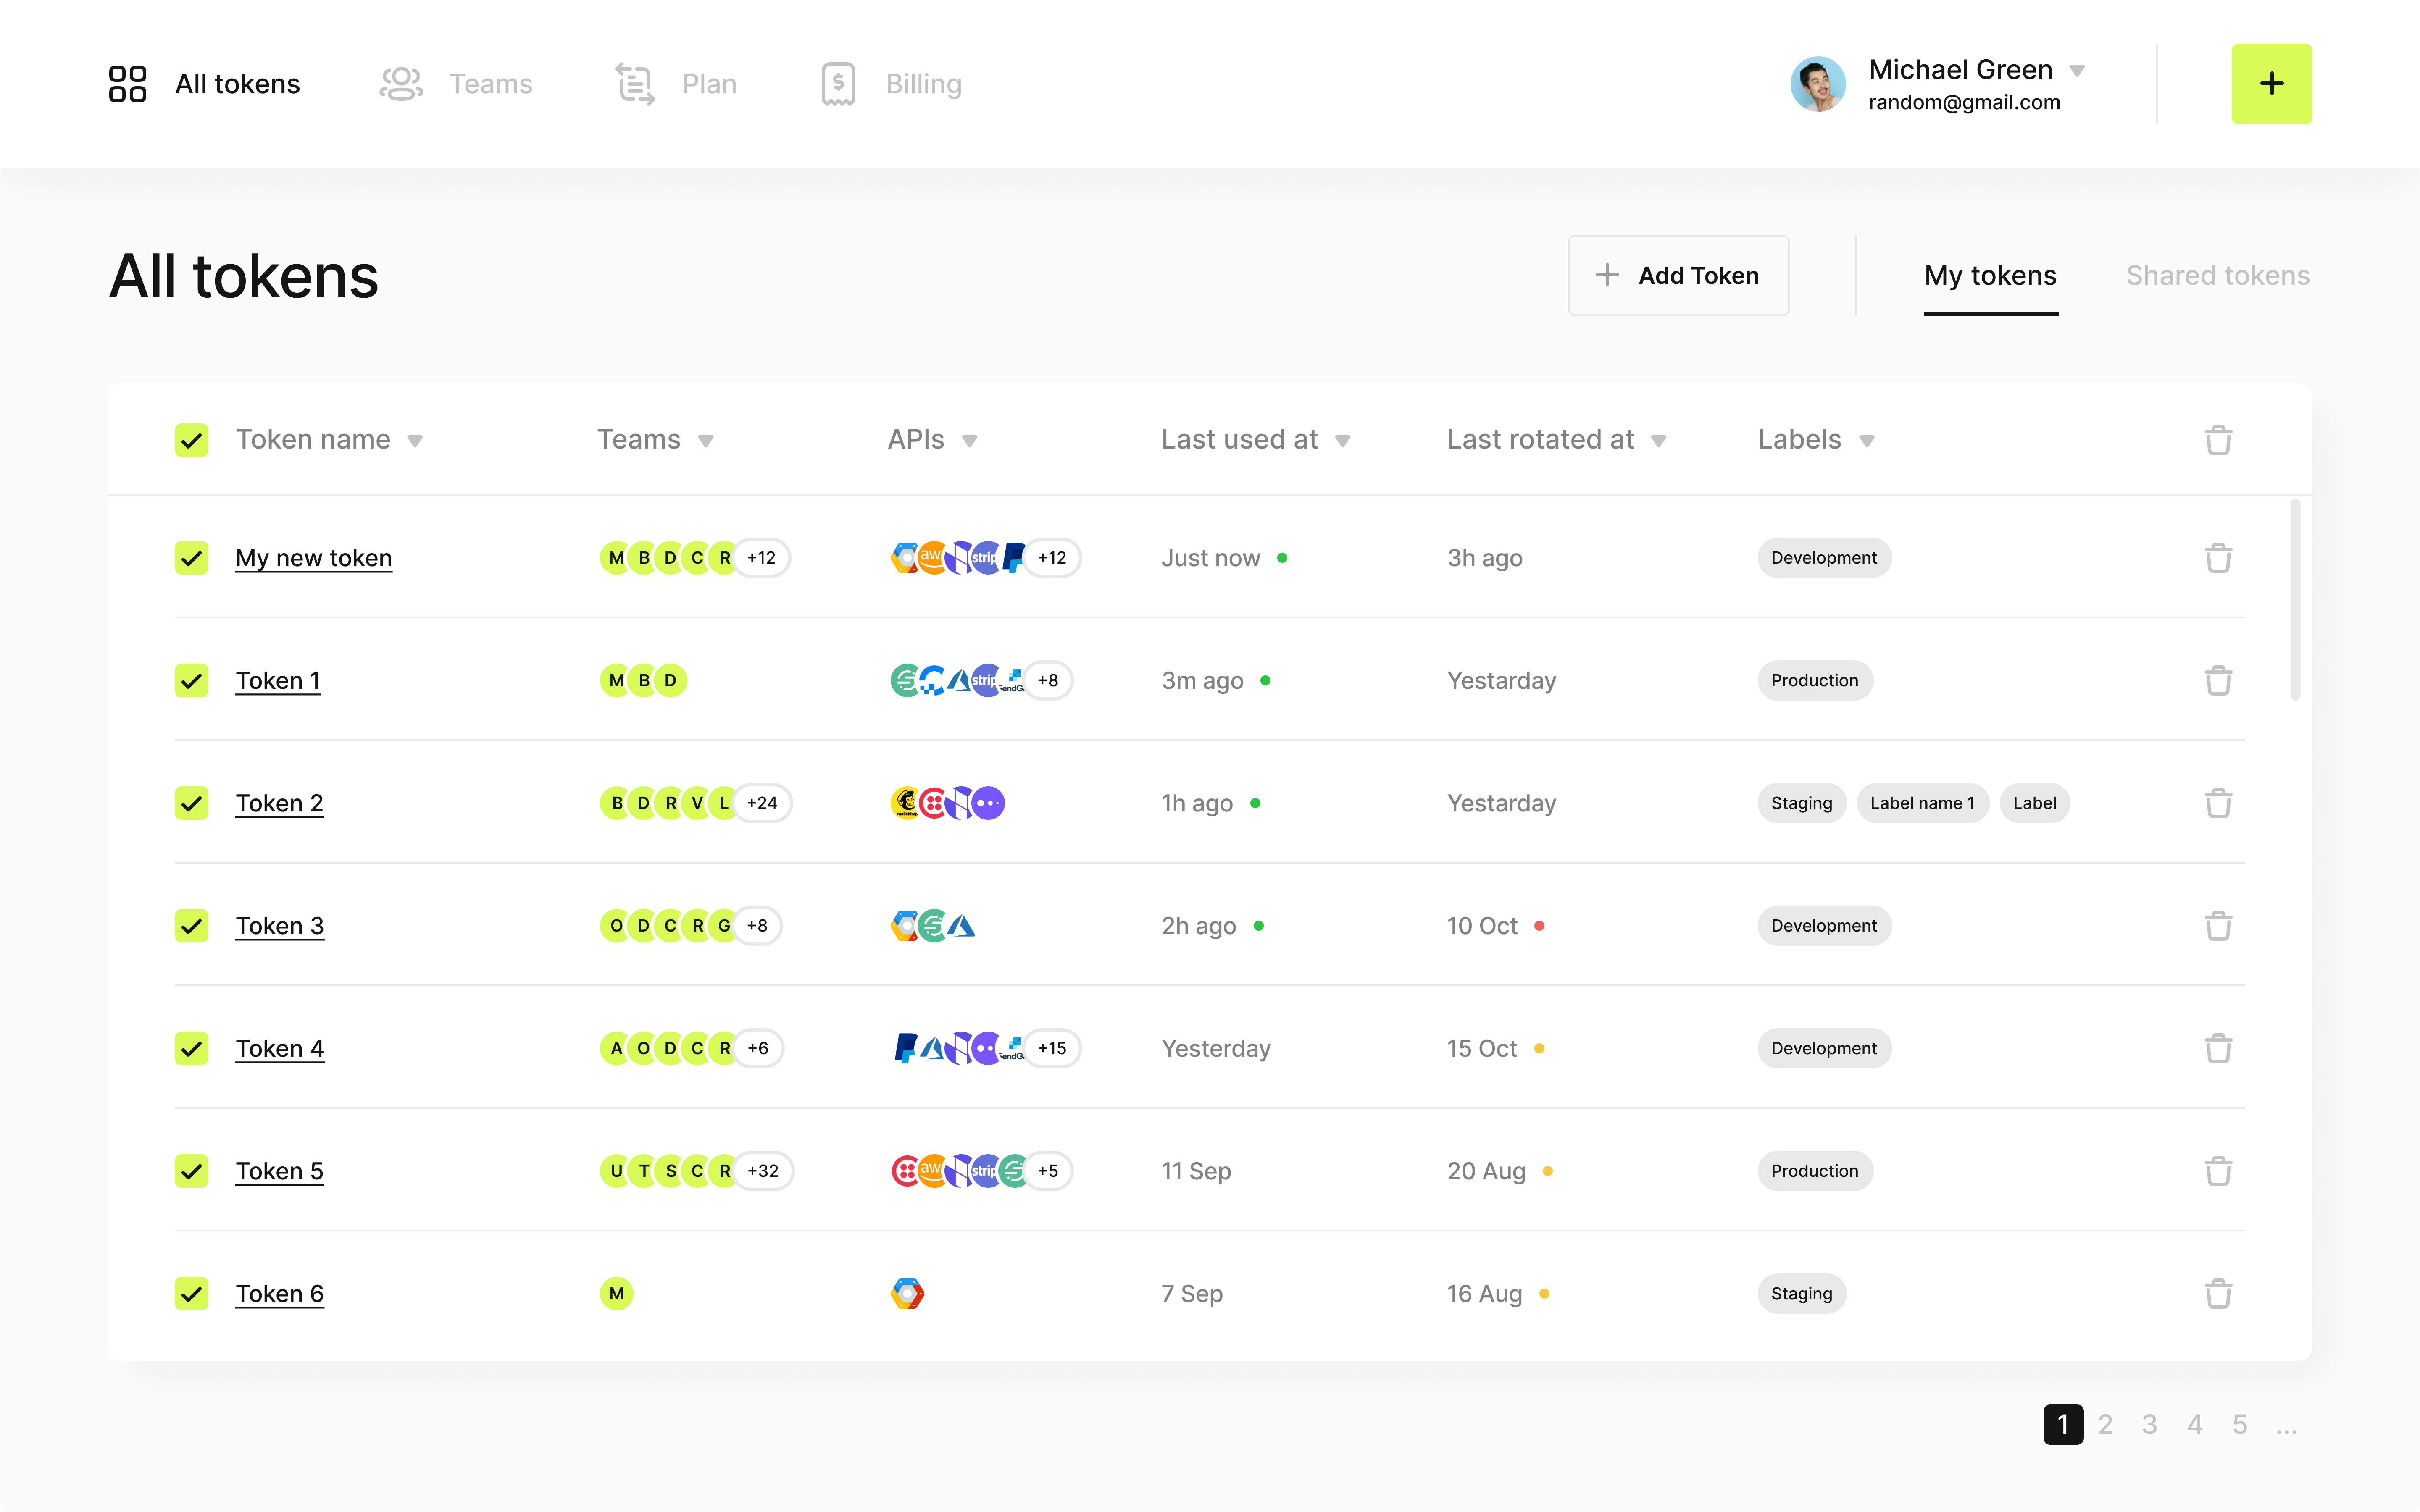 All tokens
Teams
Plan
Billing
Michael Green
random@gmail.com
All tokens
Add Token
My tokens
Shared tokens
Token name
Teams
APIs
Last used at
Last rotated at
Labels
My new token
M B D C R +12
aw strip +12
Just now
3h ago
Development
Token 1
M B D
strip endG +8
3m ago
Yestarday
Production
Token 2
B D R V L +24
1h ago
Yestarday
Staging
Label name 1
Label
Token 3
O D C R G +8
2h ago
10 Oct
Development
Token 4
A O D C R +6
endG +15
Yesterday
15 Oct
Development
Token 5
U T S C R +32
aw strip +5
11 Sep
20 Aug
Production
Token 6
M
7 Sep
16 Aug
Staging
1 2 3 4 5 ...